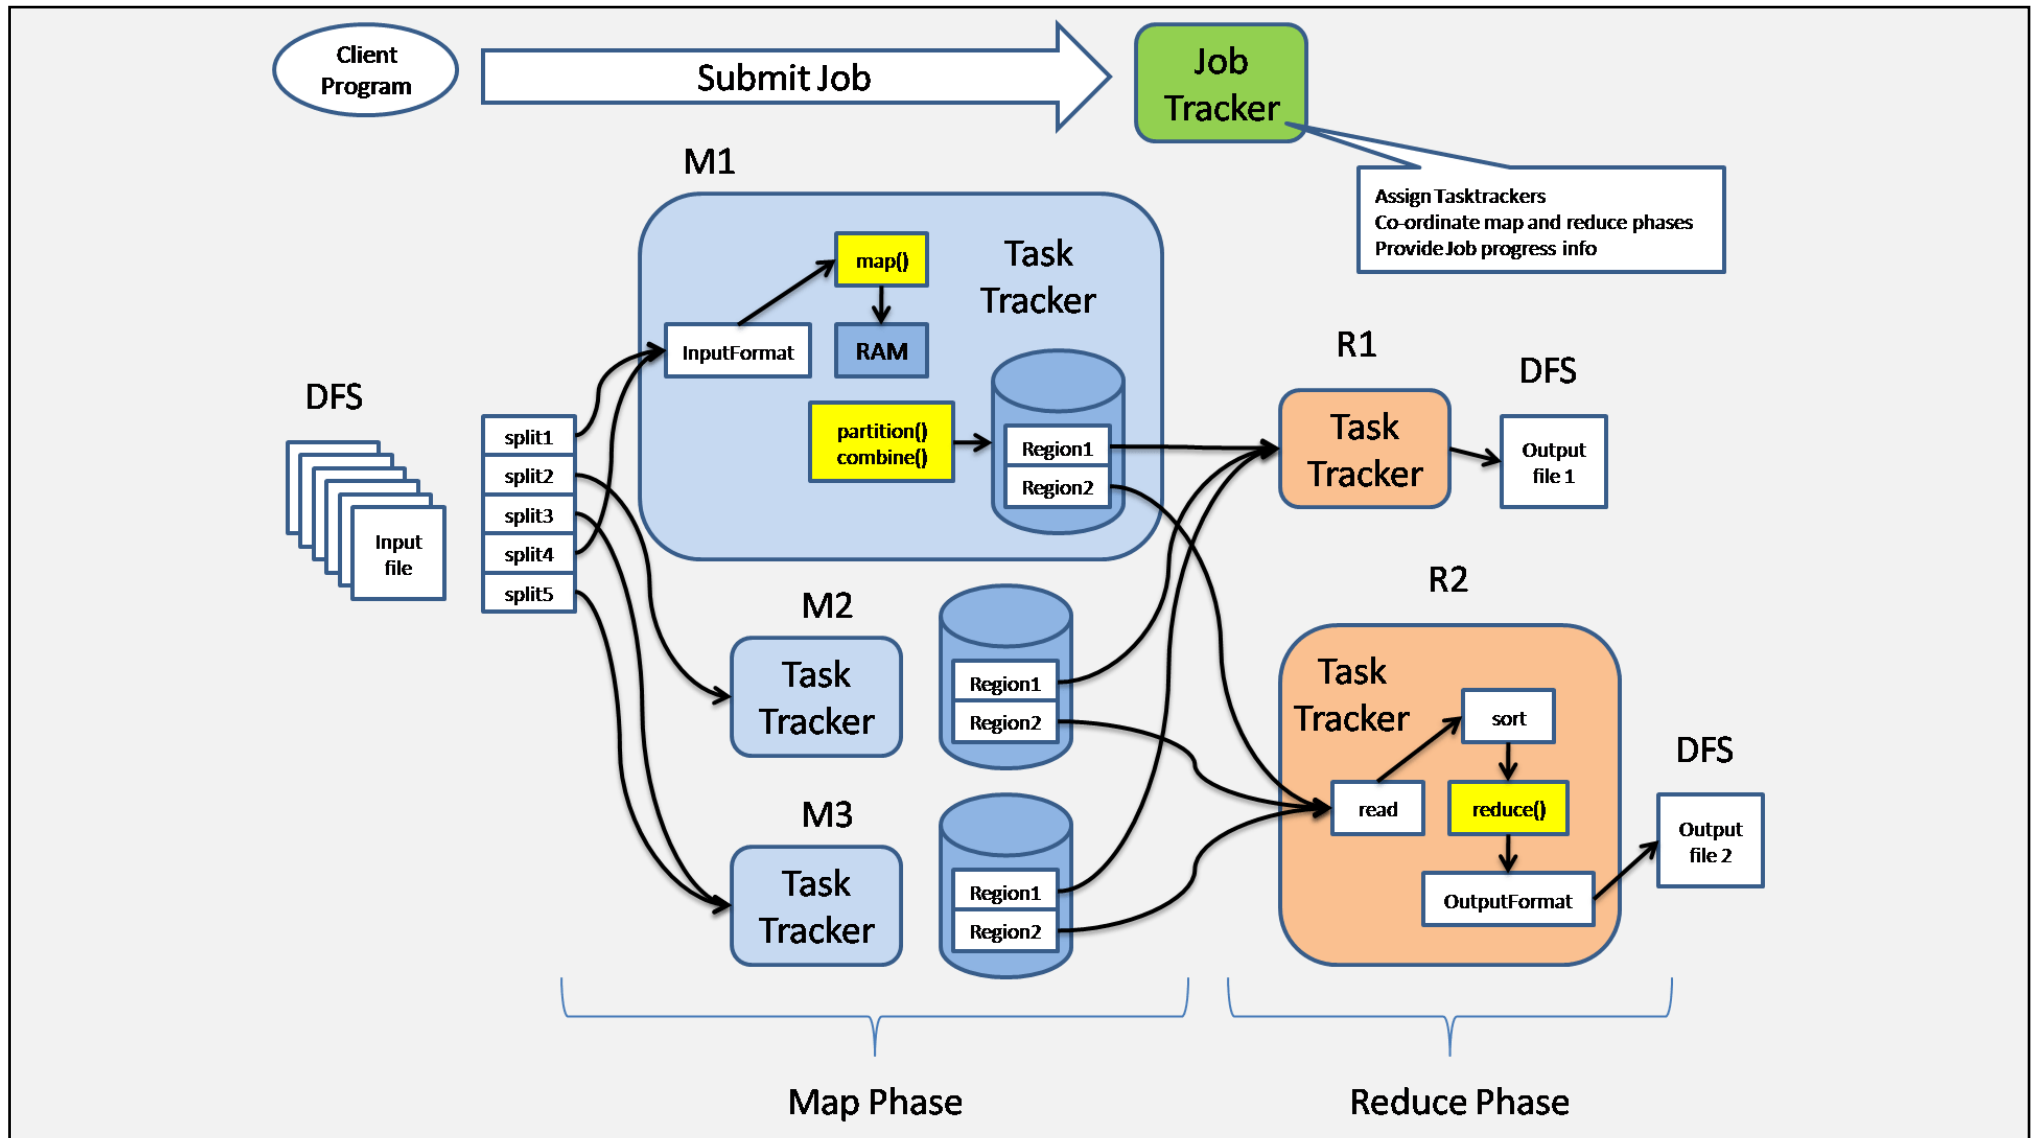 Client
Program
Submit Job
Job
Tracker
Assign Tasktrackers
Co-ordinate map and reduce phases
Provide Job progress info
M1
Task
Tracker
map()
InputFormat
RAM
partition()
combine()
Region1
Region2
DFS
Input
file
split1
split2
split3
split4
split5
M2
Task
Tracker
Region1
Region2
M3
Task
Tracker
Region1
Region2
R1
Task
Tracker
DFS
Output
file 1
R2
Task
Tracker
sort
read
reduce()
OutputFormat
DFS
Output
file 2
Map Phase
Reduce Phase